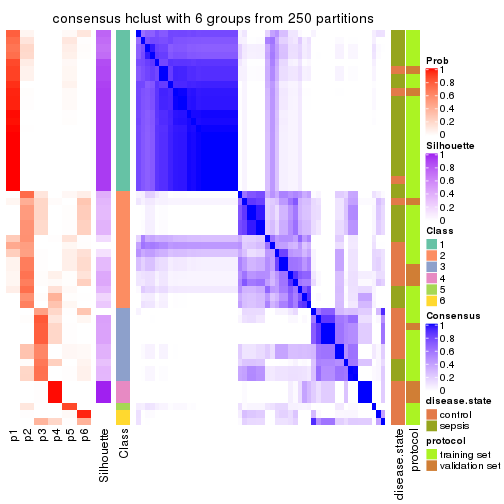 consensus hclust with 6 groups from 250 partitions
Prob
1
0.8
0.6
0.4
0.2
0
Silhouette
1
0.8
0.6
0.4
0.2
0
Class
1
2
3
4
5
6
Consensus
1
0.8
0.6
0.4
0.2
0
disease.state
control
sepsis
protocol
training set
validation set
p1
p2
p3
p4
p5
p6
Silhouette
Class
disease.state
protocol